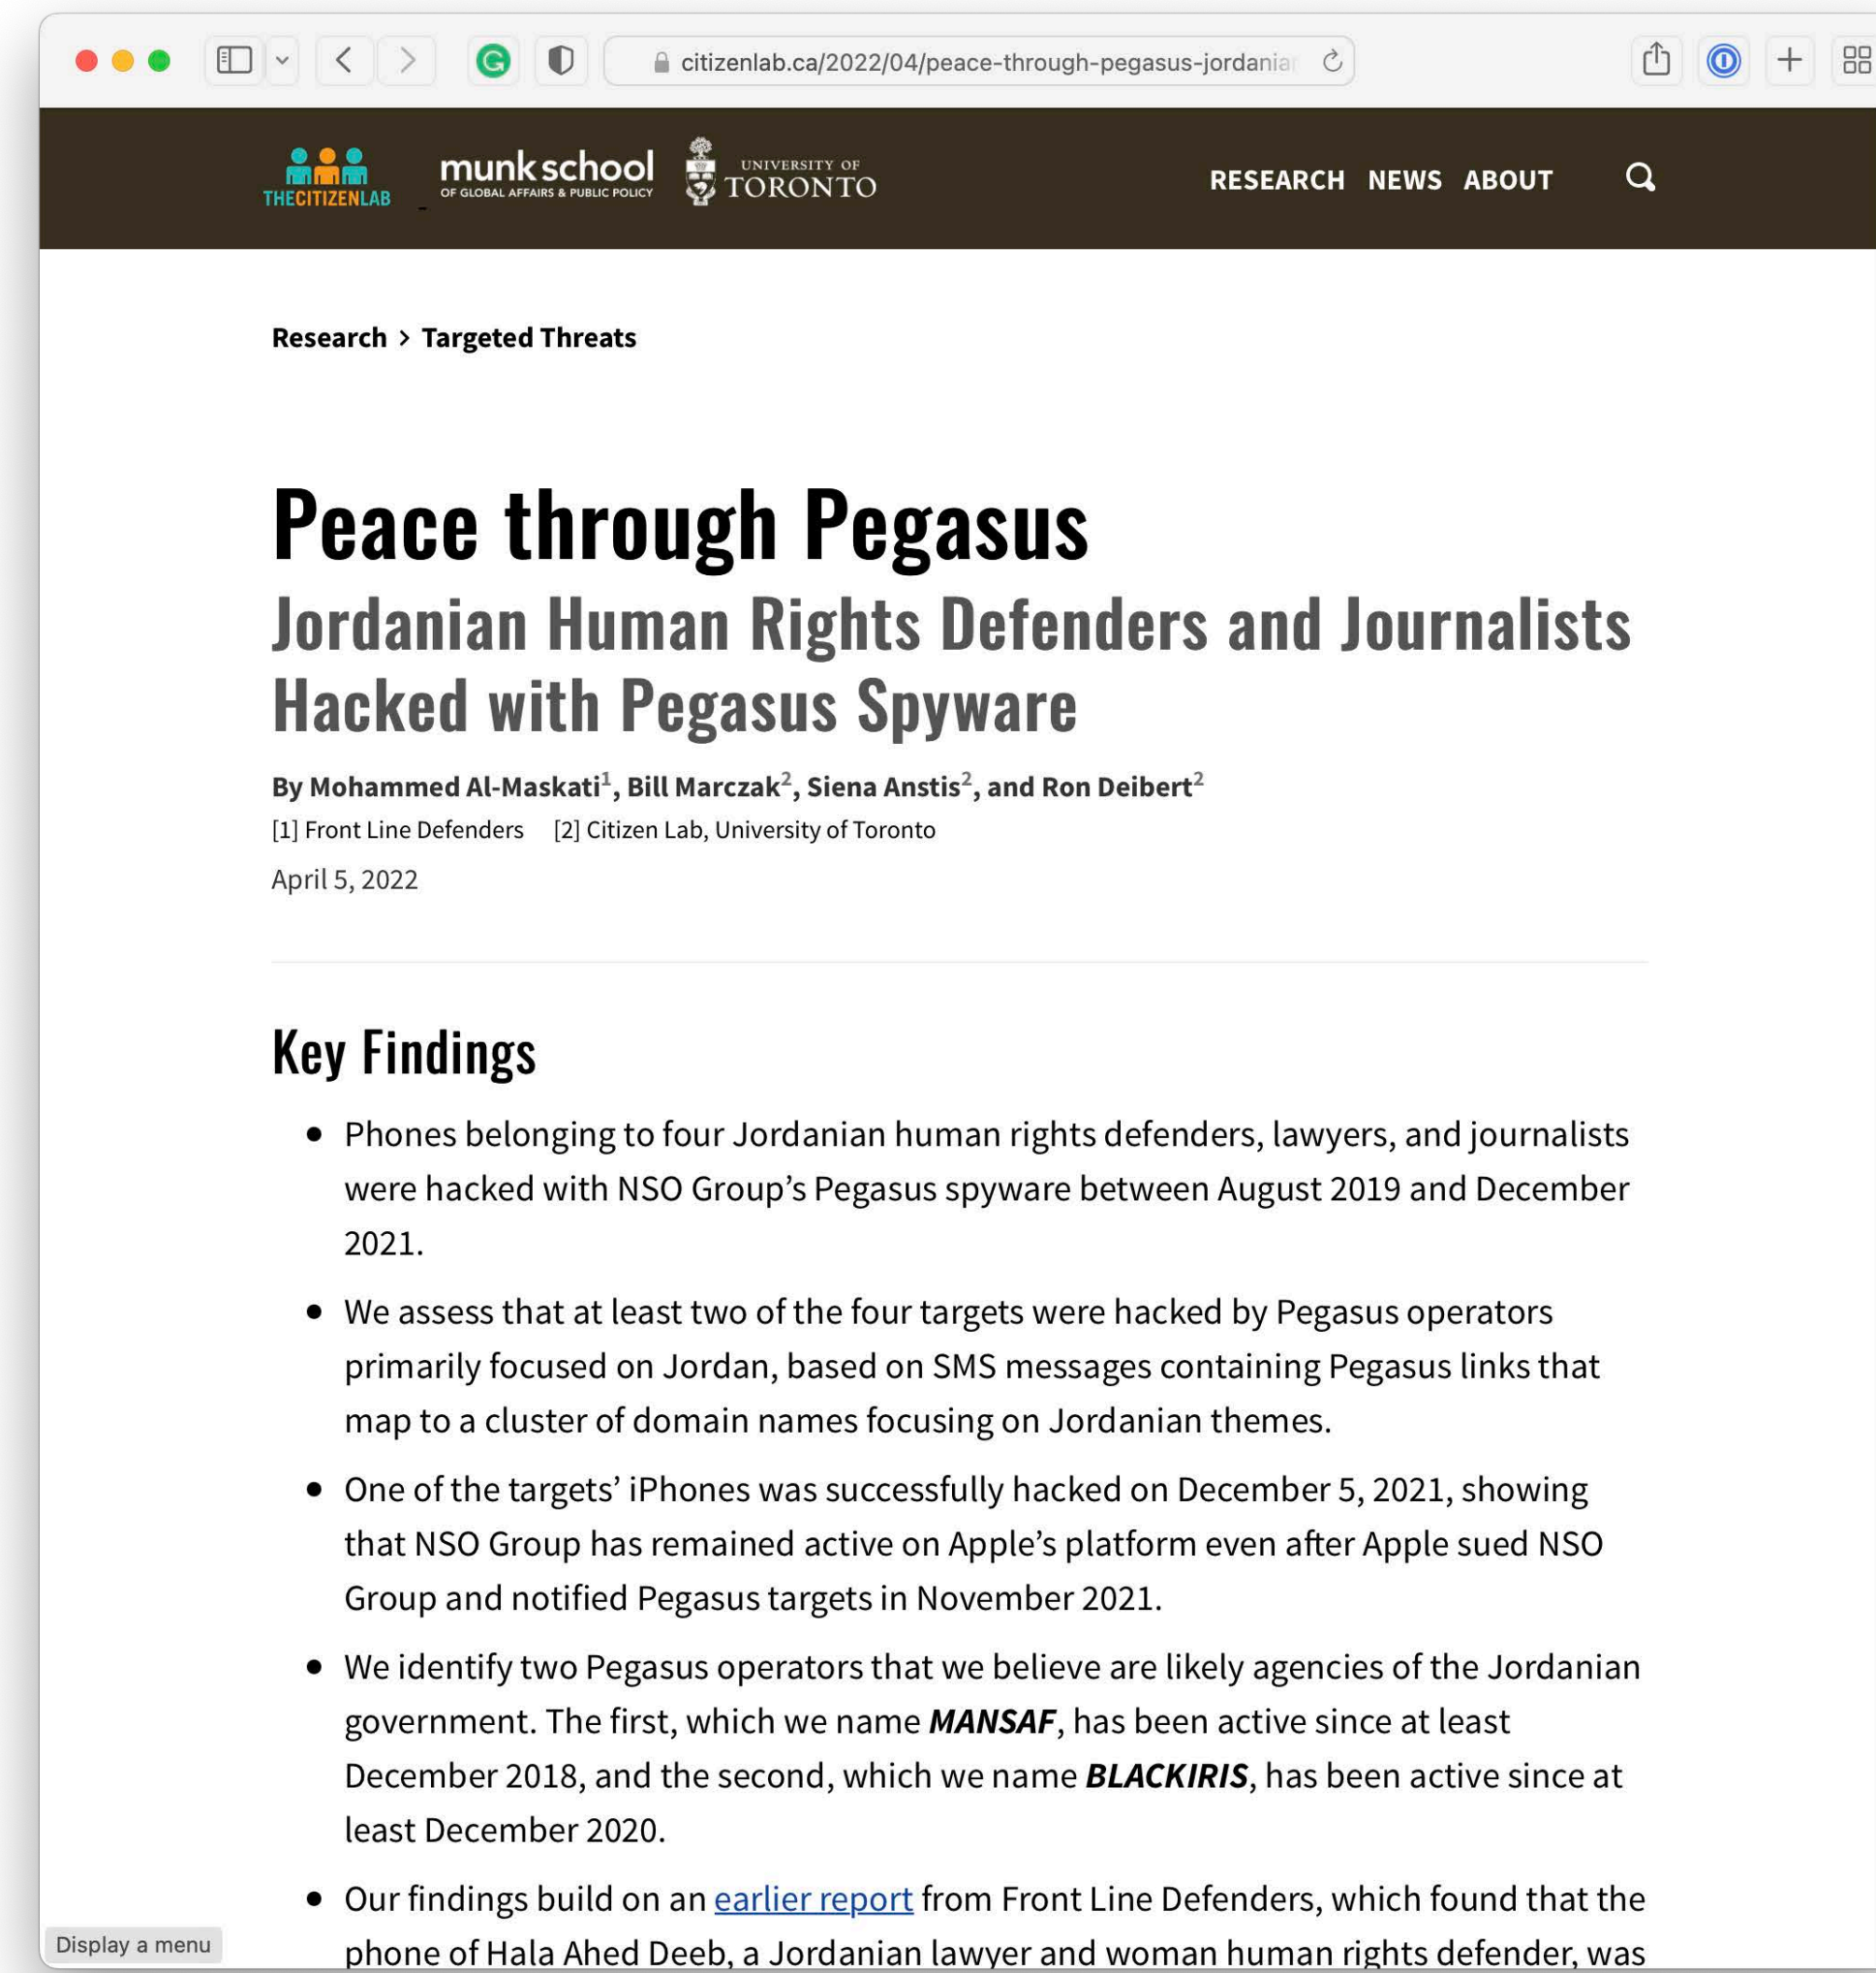 citizenlab.ca/2022/04/peace-through-pegasus-jordania
THECITIZENLAB
munk school
OF GLOBAL AFFAIRS & PUBLIC POLICY
UNIVERSITY OF
TORONTO
RESEARCH NEWS ABOUT
Research > Targeted Threats
Peace through Pegasus
Jordanian Human Rights Defenders and Journalists
Hacked with Pegasus Spyware
By Mohammed Al-Maskati1, Bill Marczak2, Siena Anstis2, and Ron Deibert2
[1] Front Line Defenders [2] Citizen Lab, University of Toronto
April 5, 2022
Key Findings
• Phones belonging to four Jordanian human rights defenders, lawyers, and journalists
were hacked with NSO Group’s Pegasus spyware between August 2019 and December
2021.
• We assess that at least two of the four targets were hacked by Pegasus operators
primarily focused on Jordan, based on SMS messages containing Pegasus links that
map to a cluster of domain names focusing on Jordanian themes.
• One of the targets’ iPhones was successfully hacked on December 5, 2021, showing
that NSO Group has remained active on Apple’s platform even after Apple sued NSO
Group and notified Pegasus targets in November 2021.
• We identify two Pegasus operators that we believe are likely agencies of the Jordanian
government. The first, which we name MANSAF, has been active since at least
December 2018, and the second, which we name BLACKIRIS, has been active since at
least December 2020.
• Our findings build on an earlier report from Front Line Defenders, which found that the
phone of Hala Ahed Deeb, a Jordanian lawyer and woman human rights defender, was
Display a menu